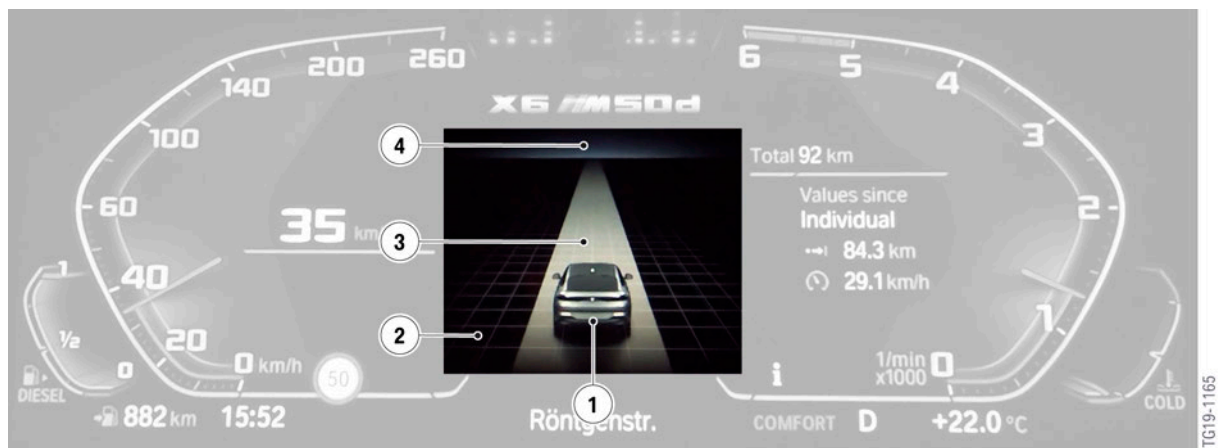 260
200
140
100
60
40
20
0 km/h
35 km
1
1/2
0
DIESEL
882 km
15:52
50
X6 M50d
4
3
2
1
Röntgenstr.
6
5
4
3
2
1
0
1/min
x1000
Total 92 km
Values since
Individual
84.3 km
29.1 km/h
i
COMFORT D +22.0 °C
COLD
TG19-1165